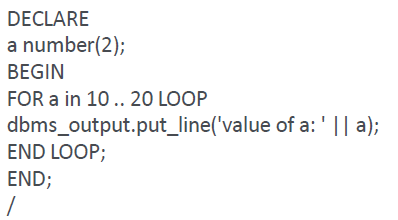 DECLARE
a number(2);
BEGIN
FOR a in 10 .. 20 LOOP
dbms_output.put_line('value of a: ' || a);
END LOOP;
END;
/